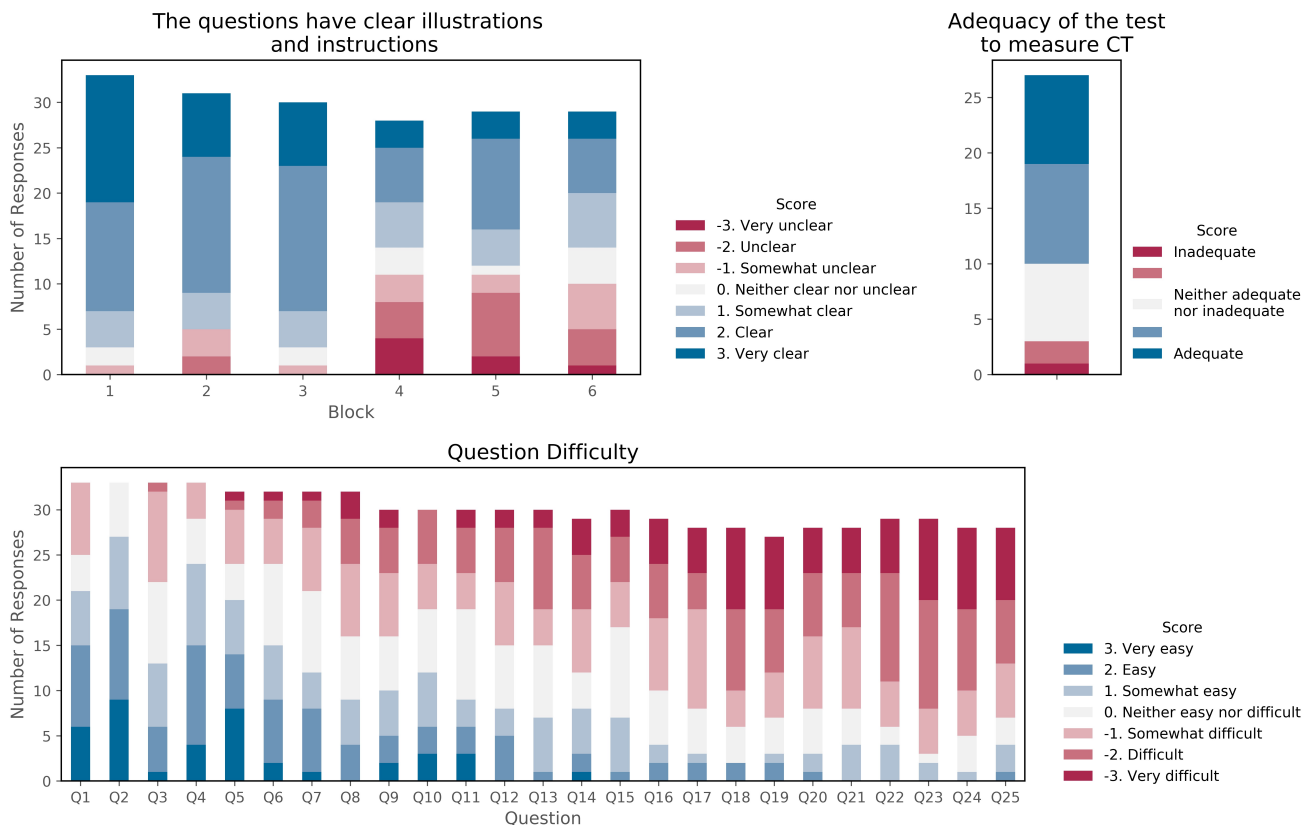 The questions have clear illustrations
and instructions
Number of Responses
30
25
20
15
10
5
0
1 2 3 4 5 6
Block
Score
-3. Very unclear
-2. Unclear
-1. Somewhat unclear
0. Neither clear nor unclear
1. Somewhat clear
2. Clear
3. Very clear
Adequacy of the test
to measure CT
25
20
15
10
5
0
Score
Inadequate
Neither adequate
nor inadequate
Adequate
Question Difficulty
Number of Responses
30
25
20
15
10
5
0
Q1 Q2 Q3 Q4 Q5 Q6 Q7 Q8 Q9 Q10 Q11 Q12 Q13 Q14 Q15 Q16 Q17 Q18 Q19 Q20 Q21 Q22 Q23 Q24 Q25
Question
Score
3. Very easy
2. Easy
1. Somewhat easy
0. Neither easy nor difficult
-1. Somewhat difficult
-2. Difficult
-3. Very difficult